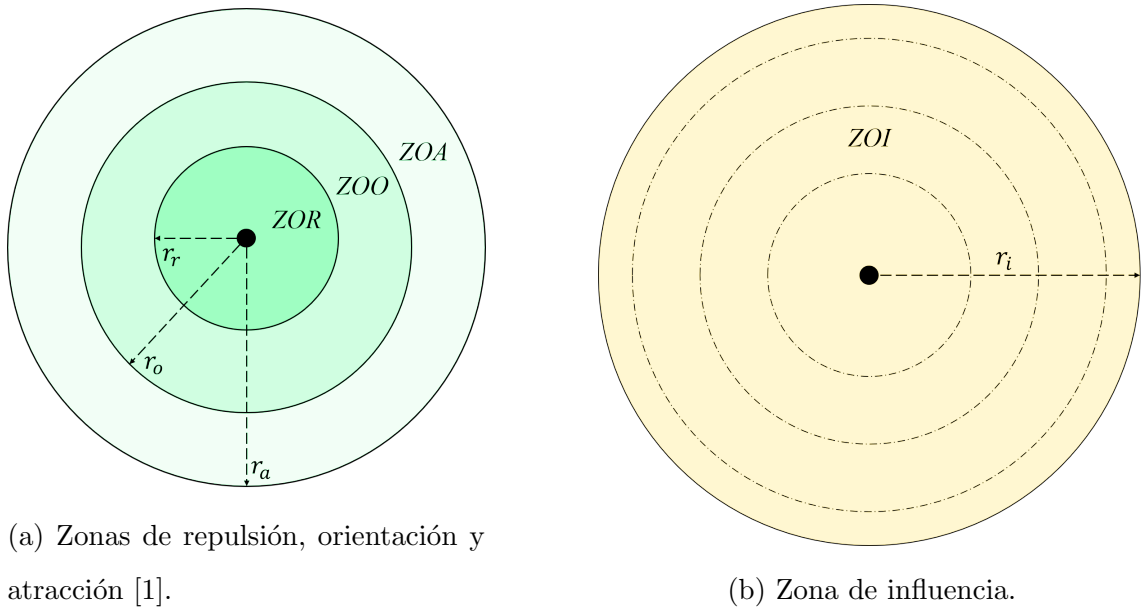 ZOA
ZOO
ZOR
r_r
r_o
r_a
(a) Zonas de repulsión, orientación y
atracción [1].
ZOI
r_i
(b) Zona de influencia.